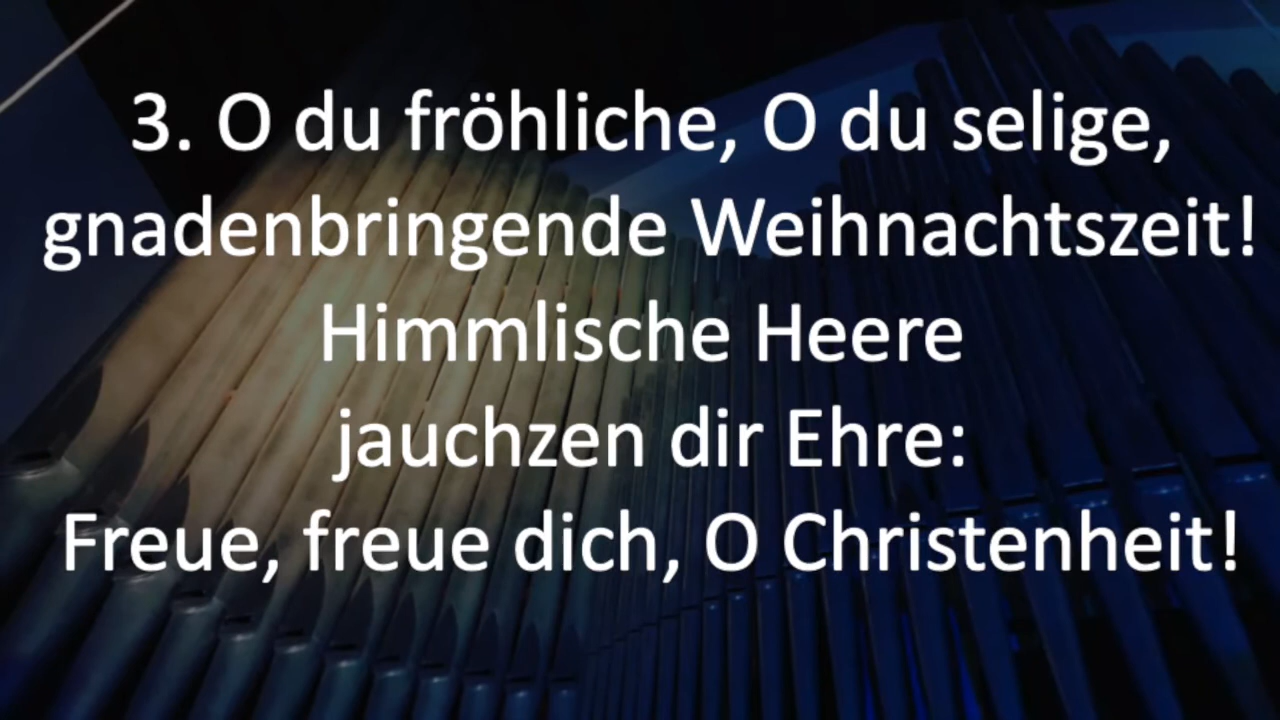 3. O du fröhliche, O du selige,
gnadenbringende Weihnachtszeit!
Himmlische Heere
jauchzen dir Ehre:
Freue, freue dich, O Christenheit!